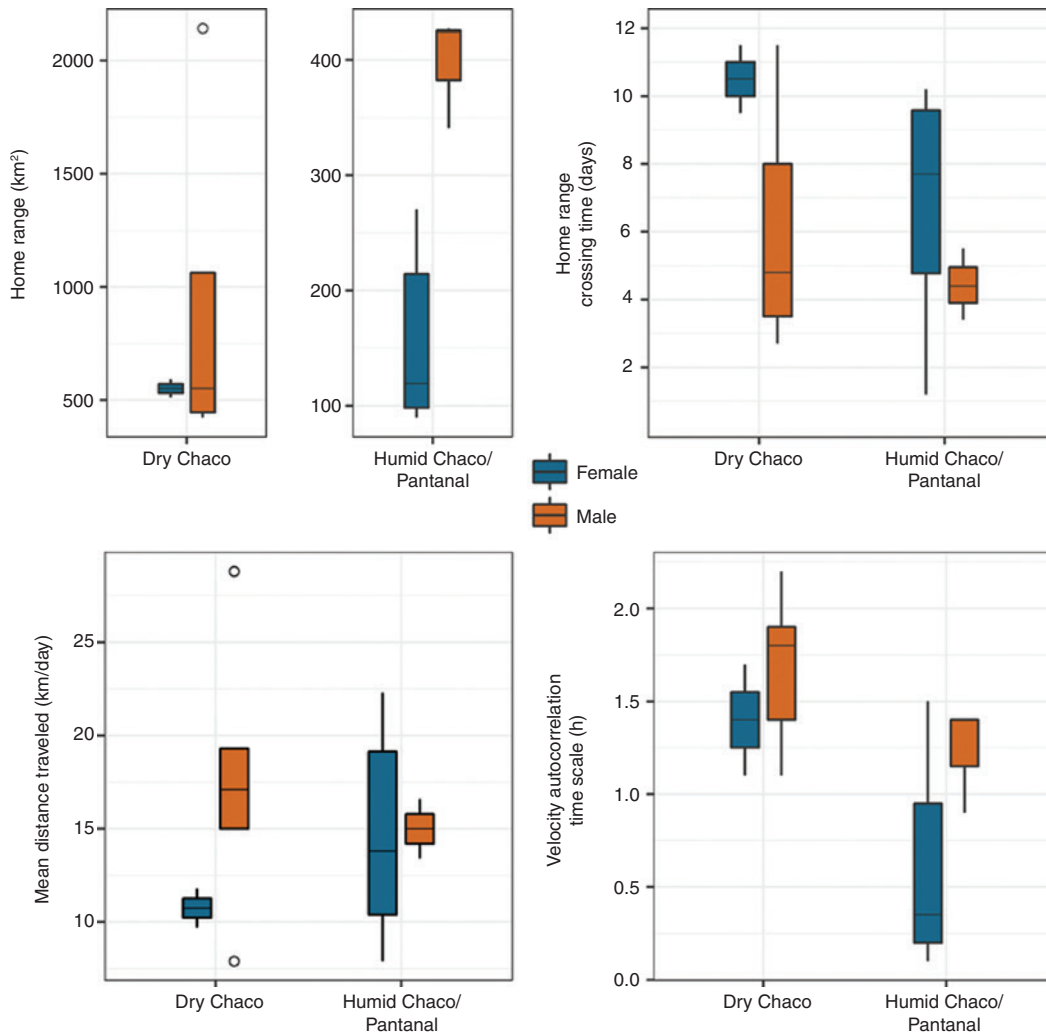 Home range (km²)
2000
1500
1000
500
Dry Chaco
400
300
200
100
Humid Chaco/
Pantanal
Home range
crossing time (days)
12
10
8
6
4
2
Dry Chaco
Humid Chaco/
Pantanal
Female
Male
Mean distance traveled (km/day)
25
20
15
10
Dry Chaco
Humid Chaco/
Pantanal
Velocity autocorrelation
time scale (h)
2.0
1.5
1.0
0.5
0.0
Dry Chaco
Humid Chaco/
Pantanal